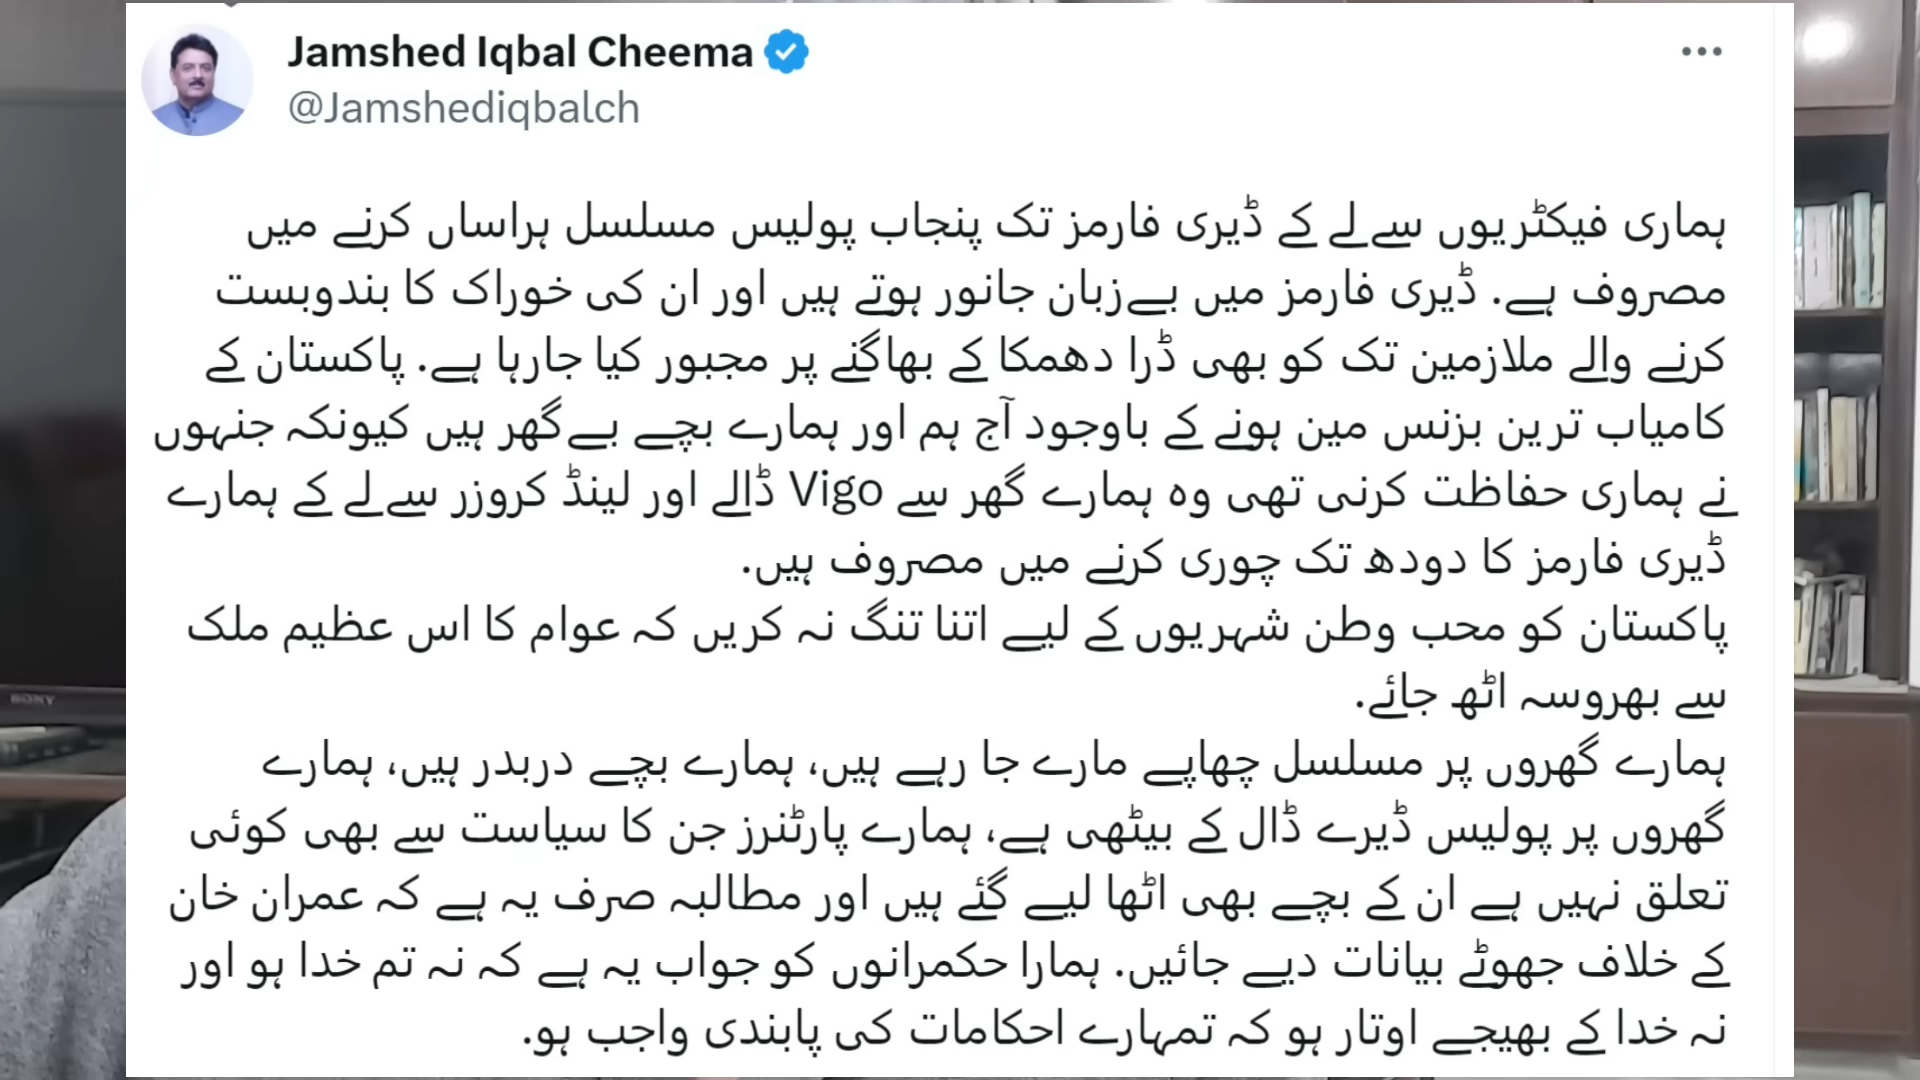 Jamshed Iqbal Cheema
@Jamshediqbalch
ہماری فیکٹریوں سےلے کے ڈیری فارمز تک پنجاب پولیس مسلسل ہراساں کرنے میں
مصروف ہے. ڈیری فارمز میں بےزبان جانور ہوتے ہیں اور ان کی خوراک کا بندوبست
کرنے والے ملازمین تک کو بھی ڈرا دھمکا کے بھاگنے پر مجبور کیا جارہا ہے. پاکستان کے
کامیاب ترین بزنس مین ہونے کے باوجود آج ہم اور ہمارے بچے بےگھر ہیں کیونکہ جنہوں
نے ہماری حفاظت کرنی تھی وہ ہمارے گھر سے Vigo ڈالے اور لینڈ کروزر سےلے کے ہمارے
ڈیری فارمز کا دودھ تک چوری کرنے میں مصروف ہیں.
پاکستان کو محب وطن شہریوں کے لیے اتنا تنگ نہ کریں کہ عوام کا اس عظیم ملک
سے بھروسہ اٹھ جائے.
ہمارے گھروں پر مسلسل چھاپے مارے جا رہے ہیں، ہمارے بچے دربدر ہیں، ہمارے
گھروں پر پولیس ڈیرے ڈال کے بیٹھی ہے، ہمارے پارٹنرز جن کا سیاست سے بھی کوئی
تعلق نہیں ہے ان کے بچے بھی اٹھا لیے گئے ہیں اور مطالبہ صرف یہ ہے کہ عمران خان
کے خلاف جھوٹے بیانات دیے جائیں. ہمارا حکمرانوں کو جواب یہ ہے کہ نہ تم خدا ہو اور
نہ خدا کے بھیجے اوتار ہو کہ تمہارے احکامات کی پابندی واجب ہو.
SONY